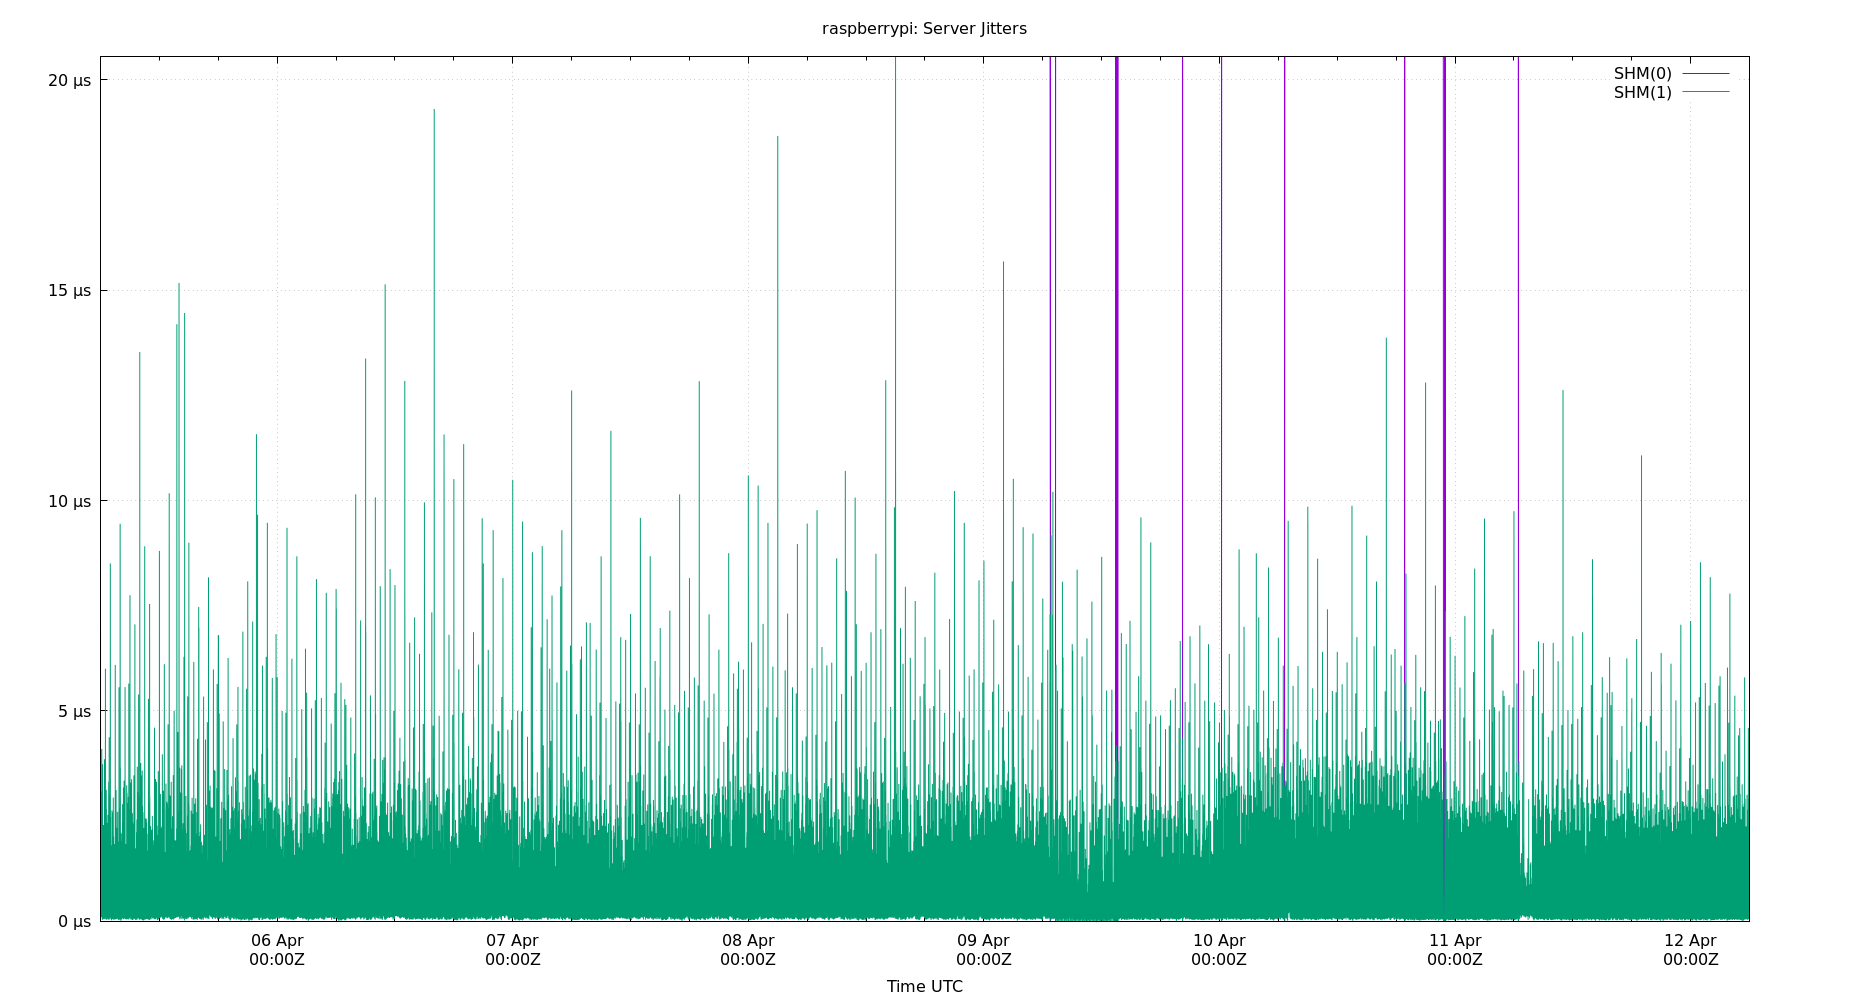 raspberrypi: Server Jitters
SHM(0)
SHM(1)
20 µs
15 µs
10 µs
5 µs
0 µs
06 Apr
00:00Z
07 Apr
00:00Z
08 Apr
00:00Z
09 Apr
00:00Z
10 Apr
00:00Z
11 Apr
00:00Z
12 Apr
00:00Z
Time UTC